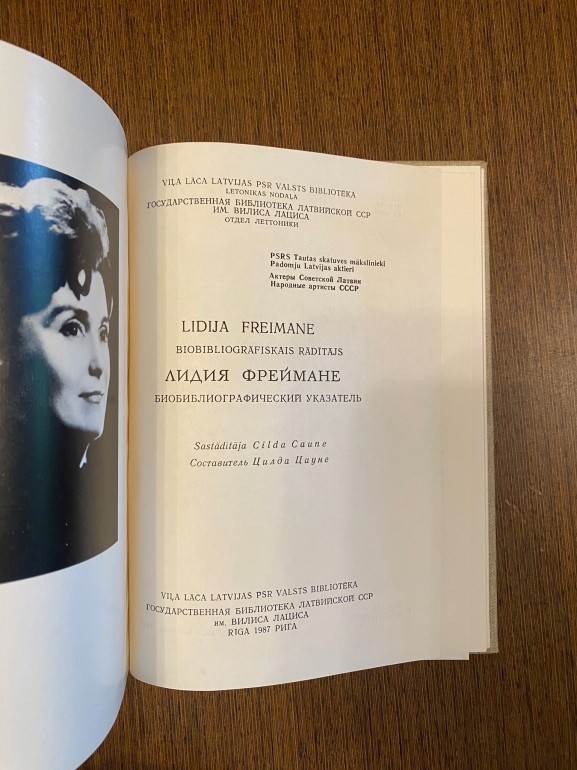 VIĻA LĀČA LATVIJAS PSR VALSTS BIBLIOTĒKA
LETONIKAS NODAĻA
ГОСУДАРСТВЕННАЯ БИБЛИОТЕКА ЛАТВИЙСКОЙ ССР
ИМ. ВИЛИСА ЛАЦИСА
ОТДЕЛ ЛЕТТОНИКИ
PSRS Tautas skatuves mākslinieki
Padomju Latvijas aktieri
Актеры Советской Латвии
Народные артисты СССР
LIDIJA FREIMANE
BIOBIBLIOGRĀFISKAIS RĀDĪTĀJS
ЛИДИЯ ФРЕЙМАНЕ
БИОБИБЛИОГРАФИЧЕСКИЙ УКАЗАТЕЛЬ
Sastādītāja Cilda Caune
Составитель Цилда Цауне
VIĻA LĀČA LATVIJAS PSR VALSTS BIBLIOTĒKA
ГОСУДАРСТВЕННАЯ БИБЛИОТЕКА ЛАТВИЙСКОЙ ССР
им. ВИЛИСА ЛАЦИСА
RĪGA 1987 РИГА